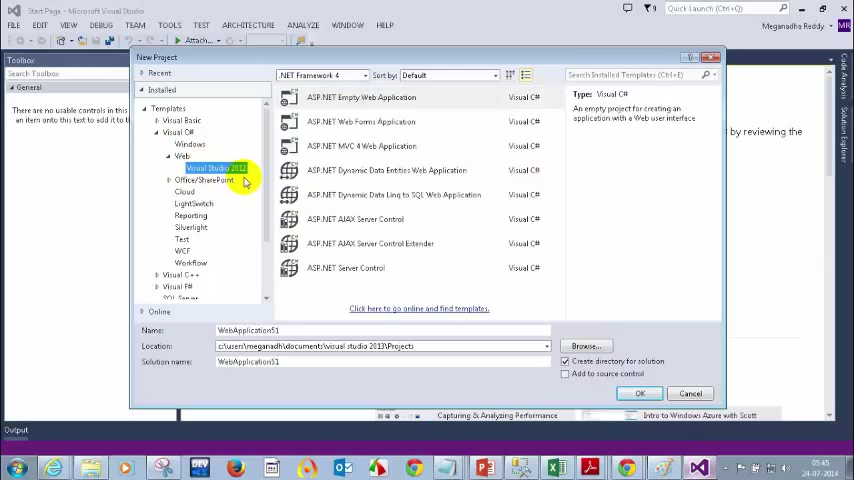 Start Page - Microsoft Visual Studio
9
Quick Launch (Ctrl+Q)
FILE EDIT VIEW DEBUG TEAM TOOLS TEST ARCHITECTURE ANALYZE WINDOW HELP
Meganadha Reddy MR
Attach...
Toolbox
Search Toolbox
General
There are no usable controls in this
an item onto this text to add it to th
New Project
Recent
Installed
Templates
Visual Basic
Visual C#
Windows
Web
Visual Studio 2012
Office/SharePoint
Cloud
LightSwitch
Reporting
Silverlight
Test
WCF
Workflow
Visual C++
Visual F#
SQL Server
Online
.NET Framework 4
Sort by: Default
Search Installed Templates (Ctrl+E)
ASP.NET Empty Web Application Visual C#
ASP.NET Web Forms Application Visual C#
ASP.NET MVC 4 Web Application Visual C#
ASP.NET Dynamic Data Entities Web Application Visual C#
ASP.NET Dynamic Data Linq to SQL Web Application Visual C#
ASP.NET AJAX Server Control Visual C#
ASP.NET AJAX Server Control Extender Visual C#
ASP.NET Server Control Visual C#
Click here to go online and find templates.
Type: Visual C#
An empty project for creating an
application with a Web user interface
Name: WebApplication51
Location: c:\users\meganadh\documents\visual studio 2013\Projects
Browse...
Solution name: WebApplication51
Create directory for solution
Add to source control
OK
Cancel
# by reviewing the
Code Analysis
Solution Explorer
Capturing & Analyzing Performance
Intro to Windows Azure with Scott
Output
DEV
05:45
24-07-2014